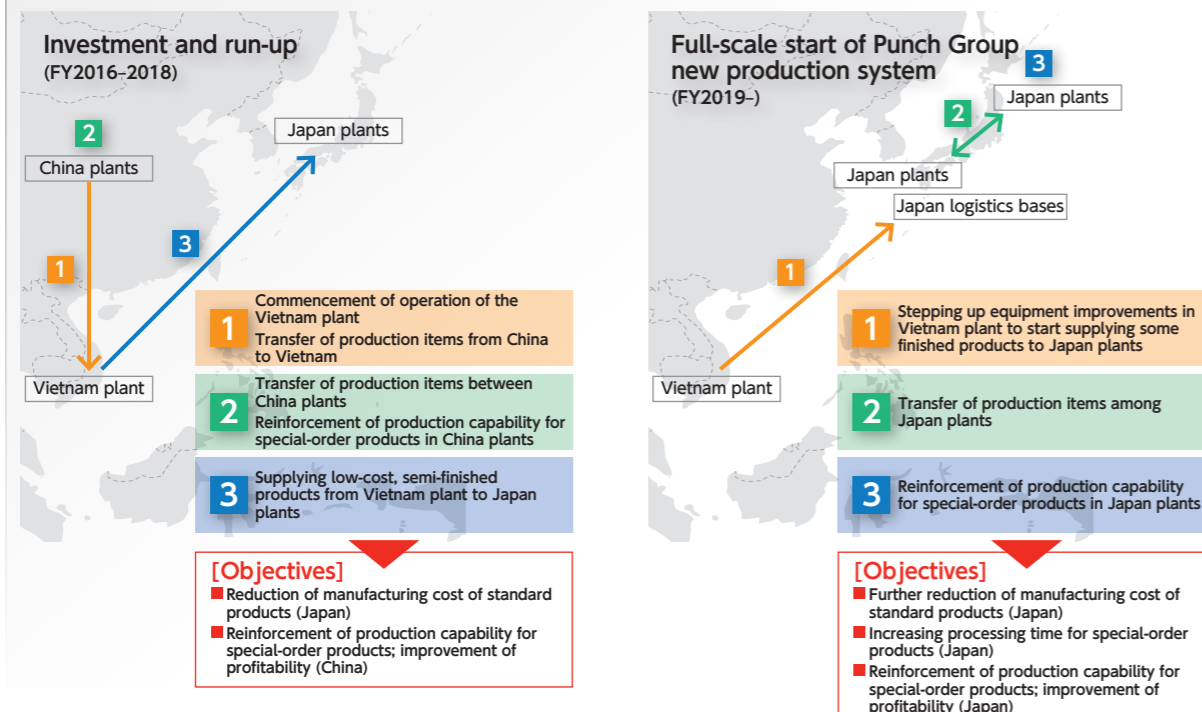 Investment and run-up
(FY2016–2018)
2
China plants
Japan plants
3
1
Vietnam plant
1
Commencement of operation of the
Vietnam plant
Transfer of production items from China
to Vietnam
2
Transfer of production items between
China plants
Reinforcement of production capability for
special-order products in China plants
3
Supplying low-cost, semi-finished
products from Vietnam plant to Japan
plants
[Objectives]
Reduction of manufacturing cost of standard
products (Japan)
Reinforcement of production capability for
special-order products; improvement of
profitability (China)
Full-scale start of Punch Group
new production system
(FY2019–)
3
Japan plants
2
Japan plants
Japan logistics bases
1
Vietnam plant
1
Stepping up equipment improvements in
Vietnam plant to start supplying some
finished products to Japan plants
2
Transfer of production items among
Japan plants
3
Reinforcement of production capability
for special-order products in Japan plants
[Objectives]
Further reduction of manufacturing cost of
standard products (Japan)
Increasing processing time for special-order
products (Japan)
Reinforcement of production capability for
special-order products; improvement of
profitability (Japan)